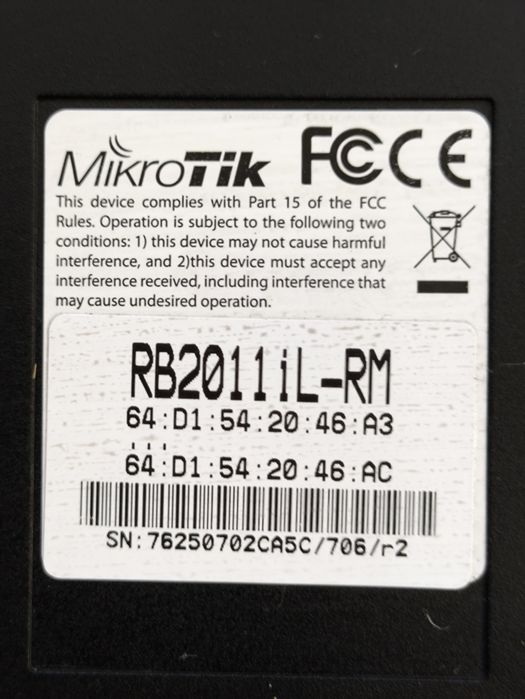 MikroTik FC CE
This device complies with Part 15 of the FCC
Rules. Operation is subject to the following two
conditions: 1) this device may not cause harmful
interference, and 2)this device must accept any
interference received, including interference that
may cause undesired operation.
RB2011iL-RM
64:D1:54:20:46:A3
...
64:D1:54:20:46:AC
SN:76250702CA5C/706/r2